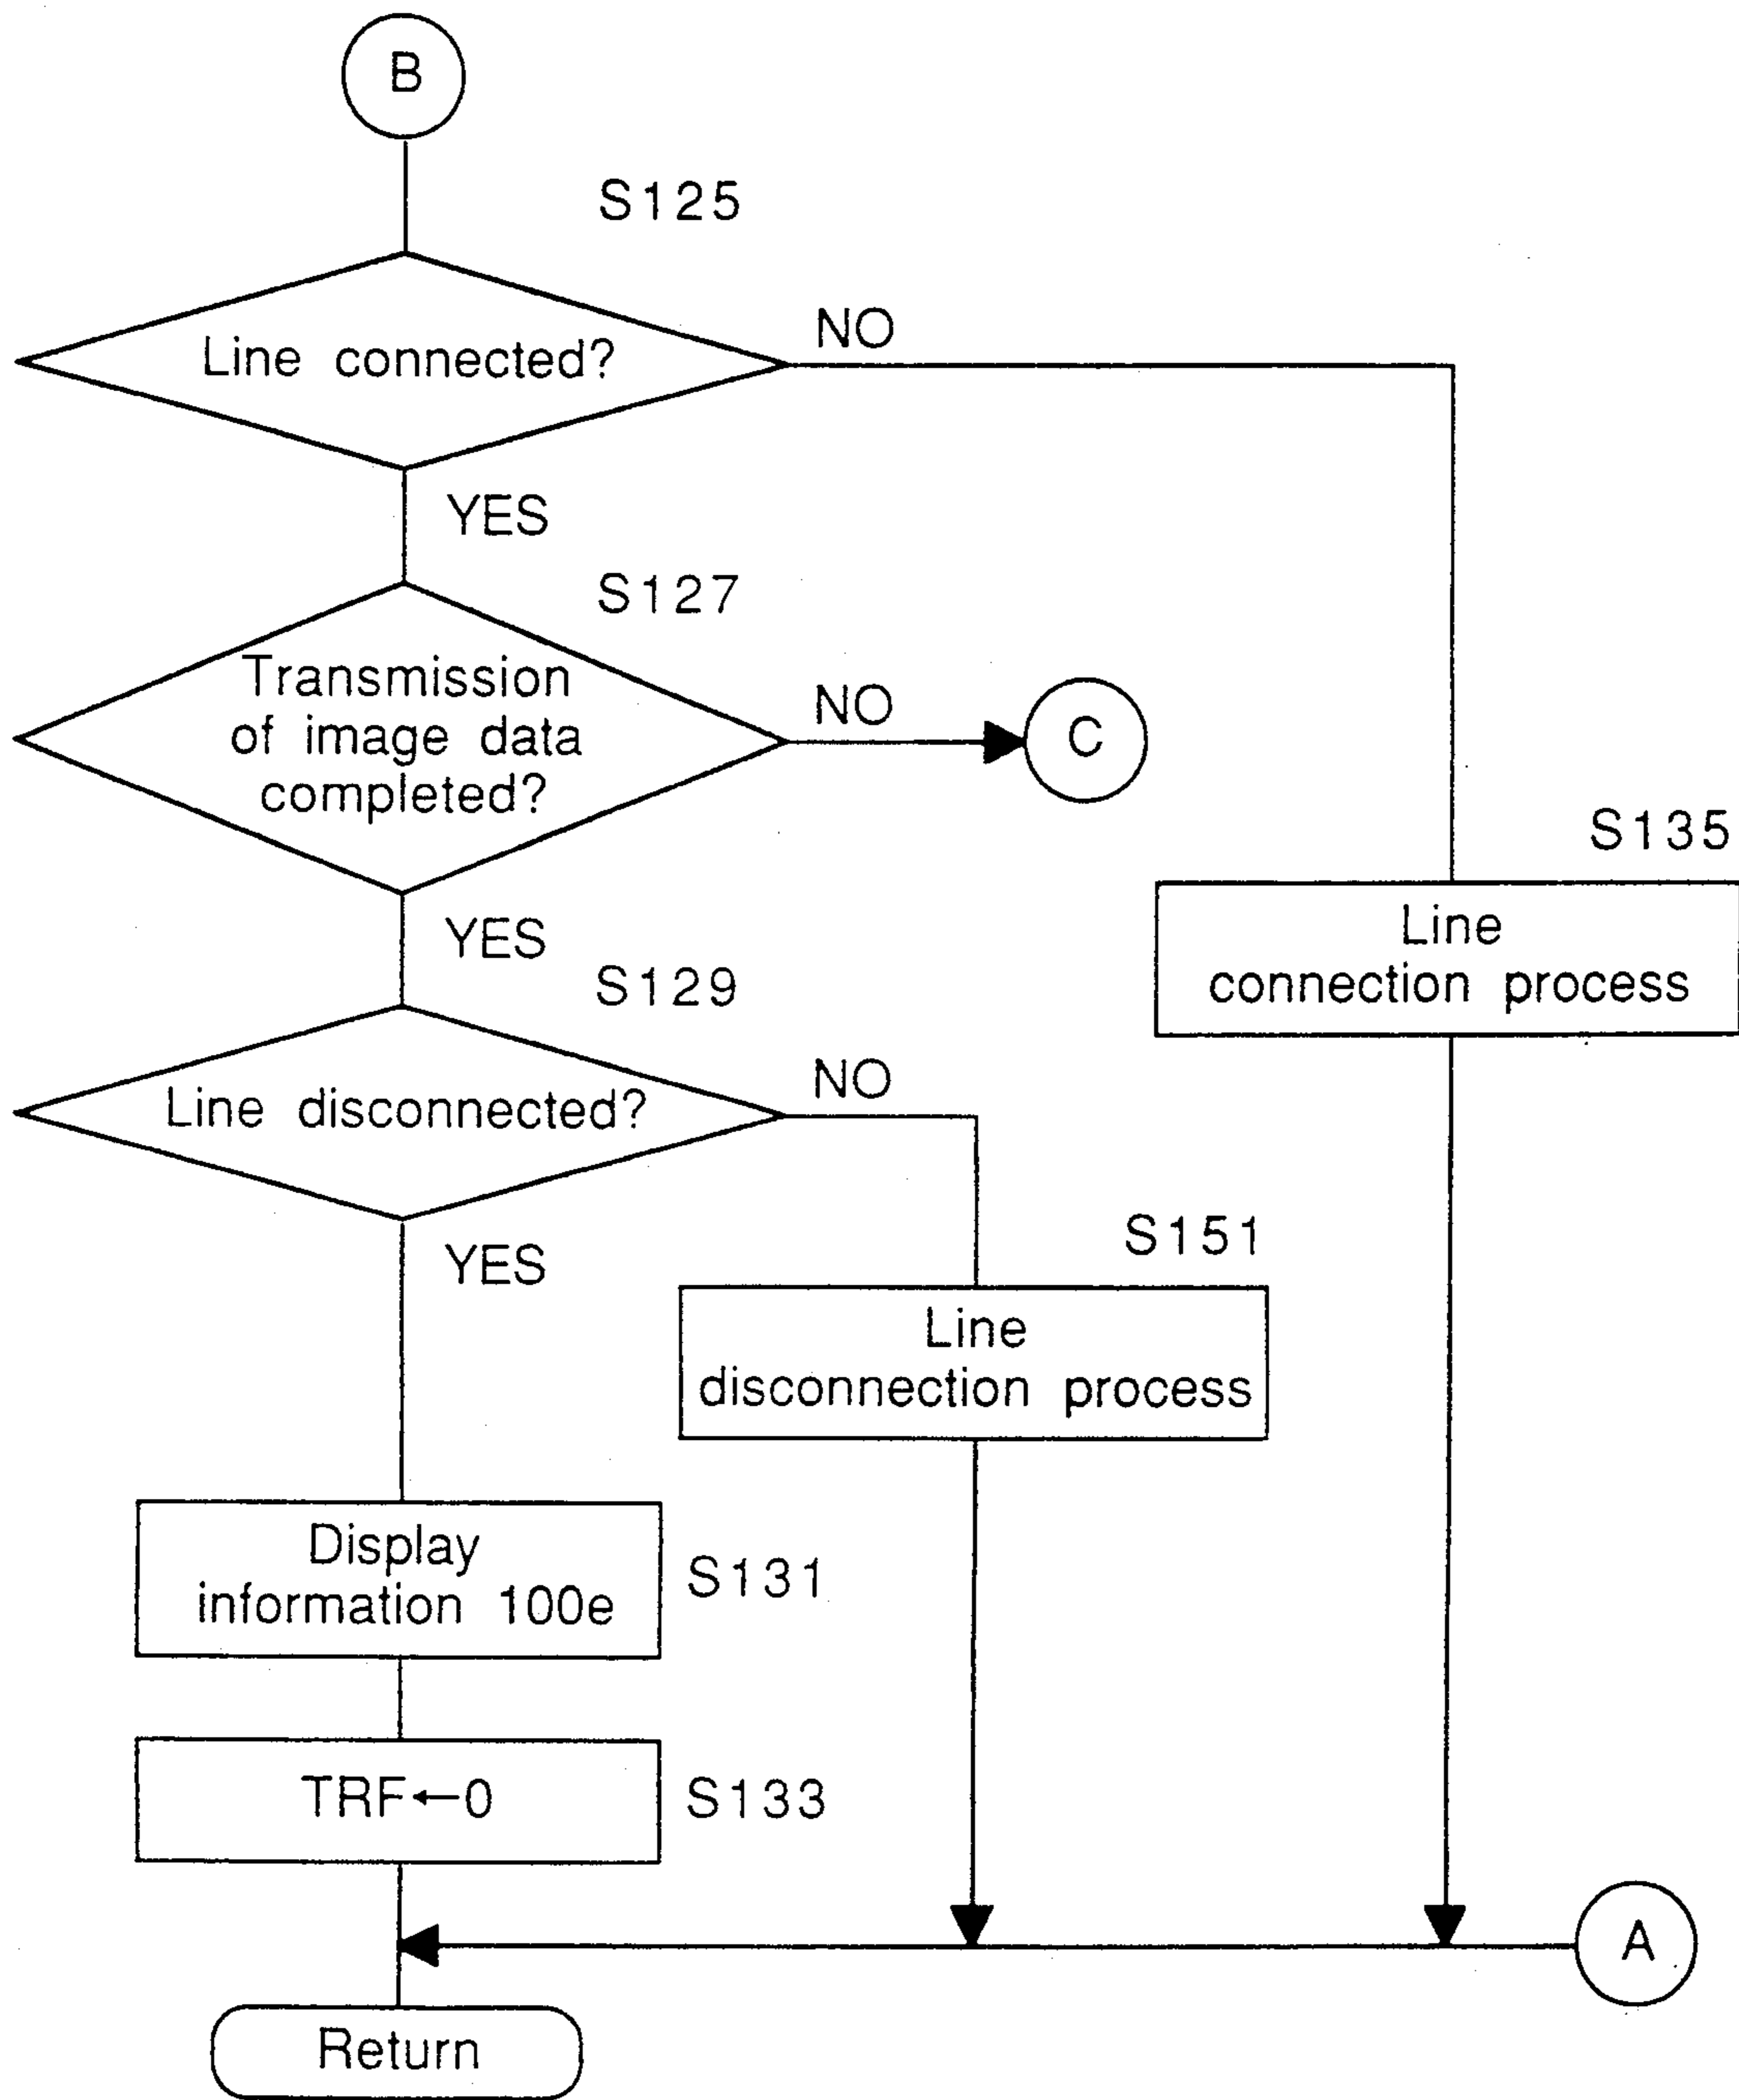 B
S125
Line connected?
NO
YES
S127
Transmission
of image data
completed?
NO
C
S135
Line
connection process
YES
S129
Line disconnected?
NO
S151
Line
disconnection process
YES
Display
information 100e
S131
TRF←0
S133
A
Return